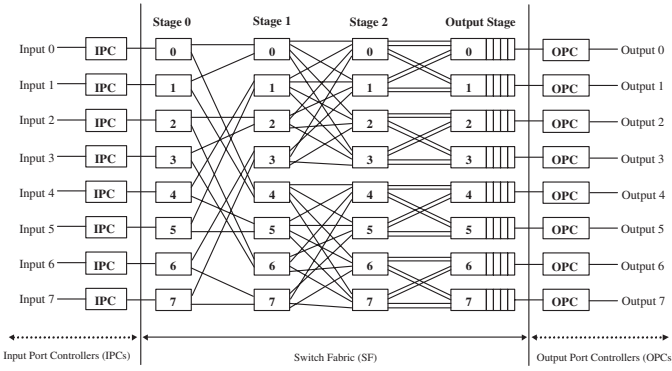 Stage 0 Stage 1 Stage 2 Output Stage
Input 0 IPC 0 0 0 0 OPC Output 0
Input 1 IPC 1 1 1 1 OPC Output 1
Input 2 IPC 2 2 2 2 OPC Output 2
Input 3 IPC 3 3 3 3 OPC Output 3
Input 4 IPC 4 4 4 4 OPC Output 4
Input 5 IPC 5 5 5 5 OPC Output 5
Input 6 IPC 6 6 6 6 OPC Output 6
Input 7 IPC 7 7 7 7 OPC Output 7
Input Port Controllers (IPCs) Switch Fabric (SF) Output Port Controllers (OPCs)